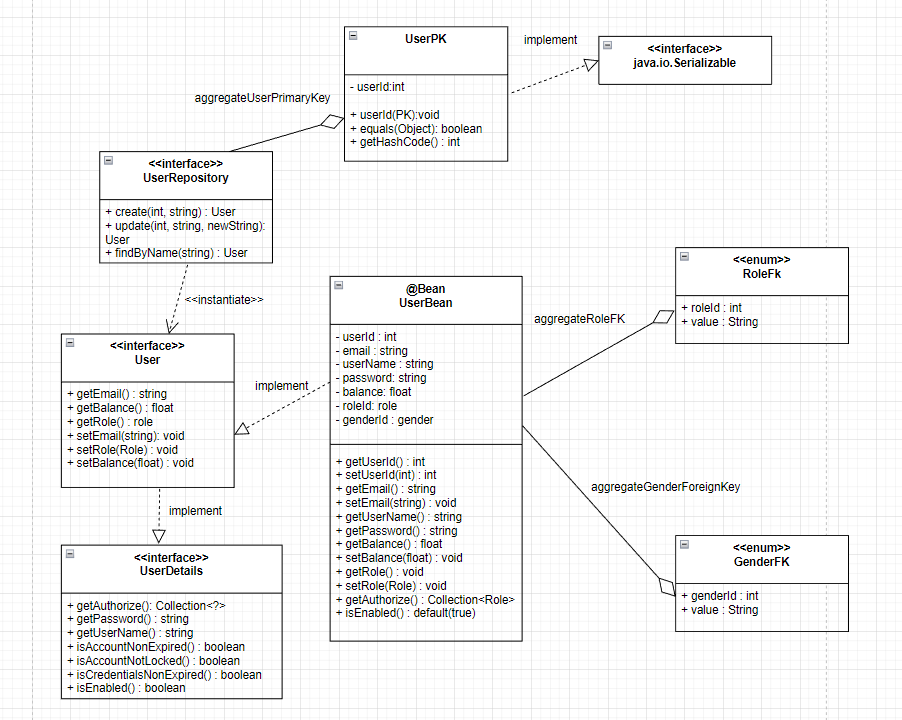 UserPK
- userId:int
+ userId(PK):void
+ equals(Object): boolean
+ getHashCode() : int
implement
<<interface>>
java.io.Serializable
aggregateUserPrimaryKey
<<interface>>
UserRepository
+ create(int, string) : User
+ update(int, string, newString):
User
+ findByName(string) : User
<<instantiate>>
<<interface>>
User
+ getEmail() : string
+ getBalance() : float
+ getRole() : role
+ setEmail(string): void
+ setRole(Role) : void
+ setBalance(float) : void
implement
implement
<<interface>>
UserDetails
+ getAuthorize(): Collection<?>
+ getPassword() : string
+ getUserName() : string
+ isAccountNonExpired() : boolean
+ isAccountNotLocked() : boolean
+ isCredentialsNonExpired() : boolean
+ isEnabled() : boolean
@Bean
UserBean
- userId : int
- email : string
- userName : string
- password: string
- balance: float
- roleId: role
- genderId : gender
+ getUserId() : int
+ setUserId(int) : int
+ getEmail() : string
+ setEmail(string) : void
+ getUserName() : string
+ getPassword() : string
+ getBalance() : float
+ setBalance(float) : void
+ getRole() : void
+ setRole(Role) : void
+ getAuthorize() : Collection<Role>
+ isEnabled() : default(true)
aggregateRoleFK
<<enum>>
RoleFk
+ roleId : int
+ value : String
aggregateGenderForeignKey
<<enum>>
GenderFK
+ genderId : int
+ value : String